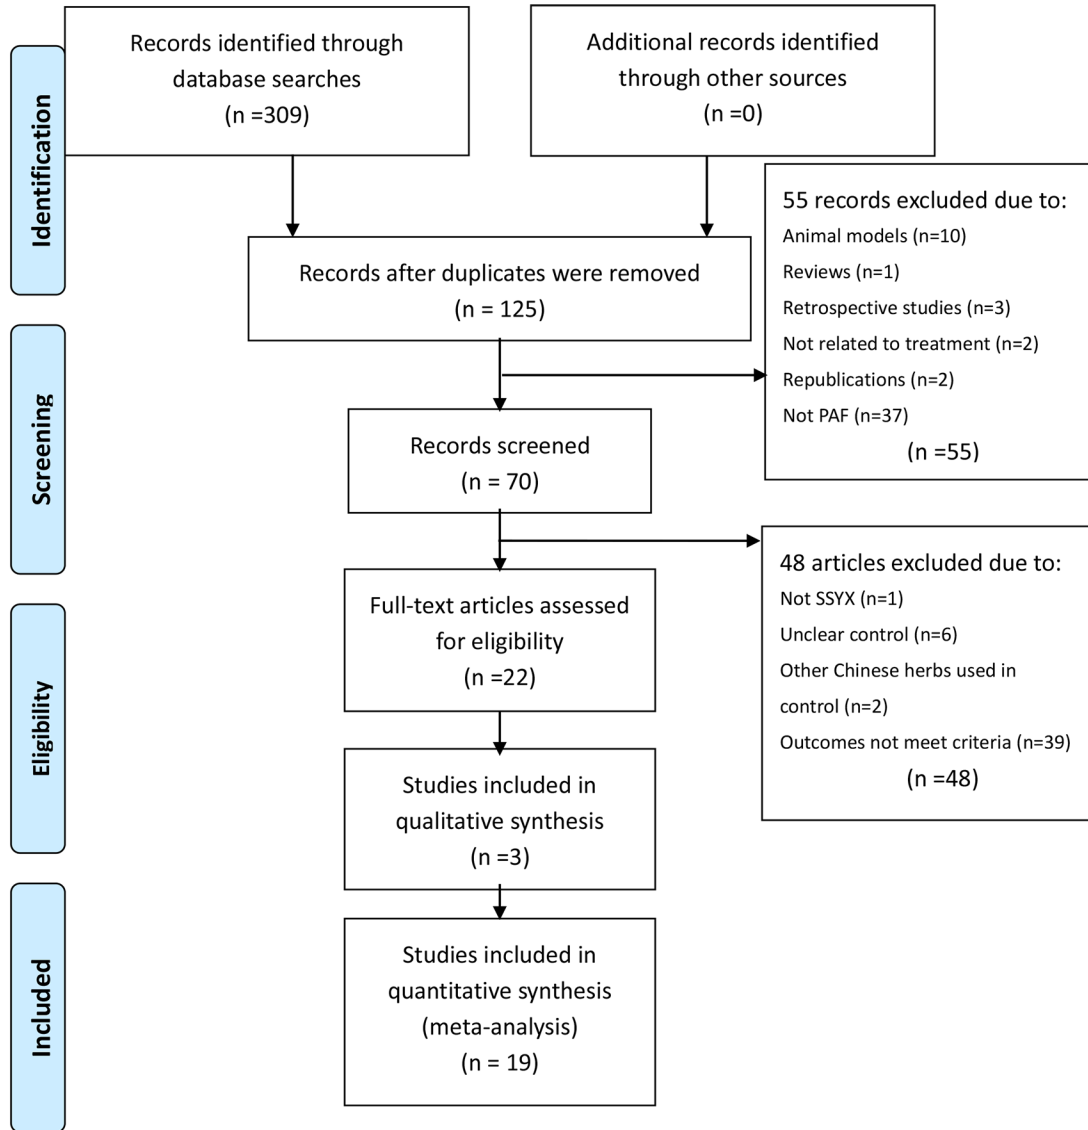 Records identified through
database searches
(n =309)
Additional records identified
through other sources
(n =0)
Identification
55 records excluded due to:
Animal models (n=10)
Reviews (n=1)
Retrospective studies (n=3)
Not related to treatment (n=2)
Republications (n=2)
Not PAF (n=37)
(n =55)
Records after duplicates were removed
(n = 125)
Screening
Records screened
(n = 70)
48 articles excluded due to:
Not SSYX (n=1)
Unclear control (n=6)
Other Chinese herbs used in
control (n=2)
Outcomes not meet criteria (n=39)
(n =48)
Eligibility
Full-text articles assessed
for eligibility
(n =22)
Studies included in
qualitative synthesis
(n =3)
Included
Studies included in
quantitative synthesis
(meta-analysis)
(n = 19)